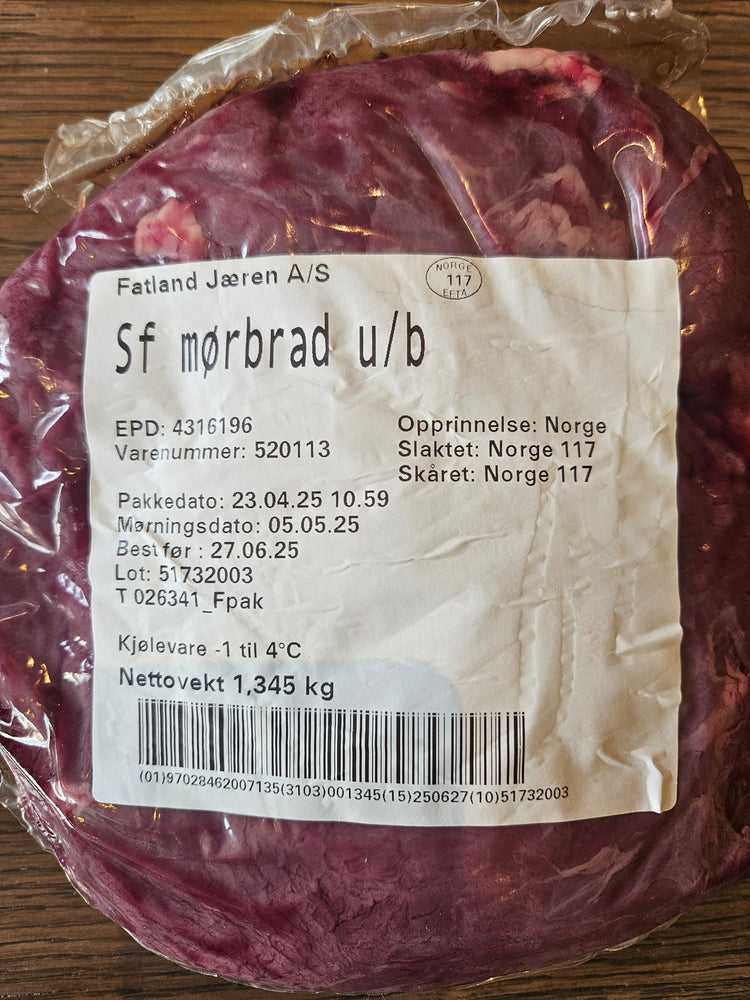 Fatland Jæren A/S
NORGE
117
EFTA
Sf mørbrad u/b
EPD: 4316196
Varenummer: 520113
Opprinnelse: Norge
Slaktet: Norge 117
Skåret: Norge 117
Pakkedato: 23.04.25 10.59
Mørningsdato: 05.05.25
Best før : 27.06.25
Lot: 51732003
T 026341_Fpak
Kjølevare -1 til 4°C
Nettovekt 1,345 kg
(01)97028462007135(3103)001345(15)250627(10)51732003